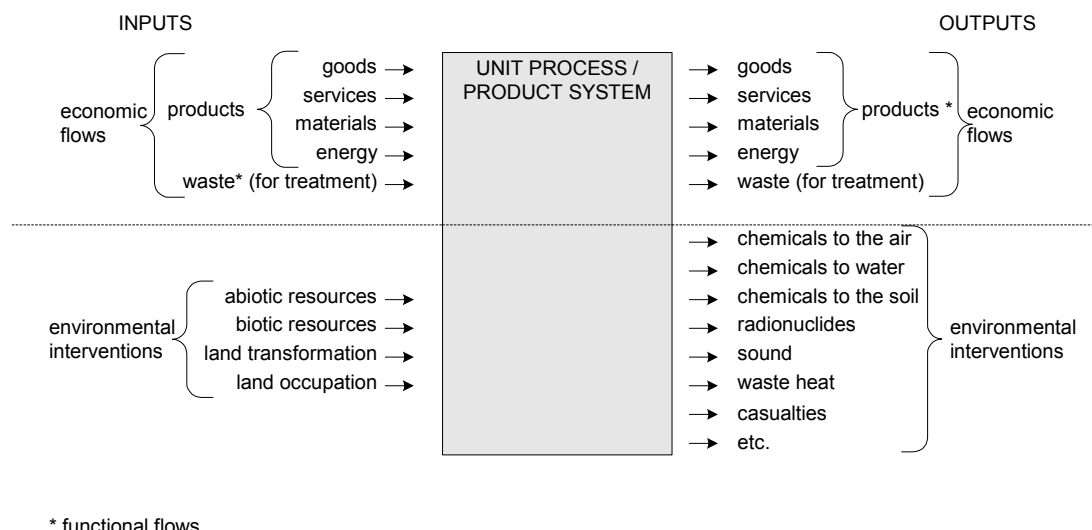 INPUTS
OUTPUTS
goods
UNIT PROCESS /
goods
services
PRODUCT SYSTEM
services
economic
flows
products
materials
materials
products *
economic
flows
energy
energy
waste* (for treatment)
waste (for treatment)
chemicals to the air
chemicals to water
abiotic resources
chemicals to the soil
environmental
interventions
biotic resources
radionuclides
environmental
interventions
land transformation
sound
land occupation
waste heat
casualties
etc.
* functional flows